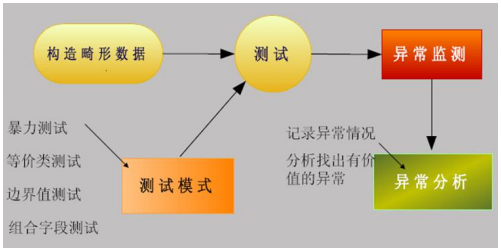 构造畸形数据
测试
异常监测
暴力测试
等价类测试
边界值测试
组合字段测试
测试模式
记录异常情况
分析找出有价
值的异常
异常分析